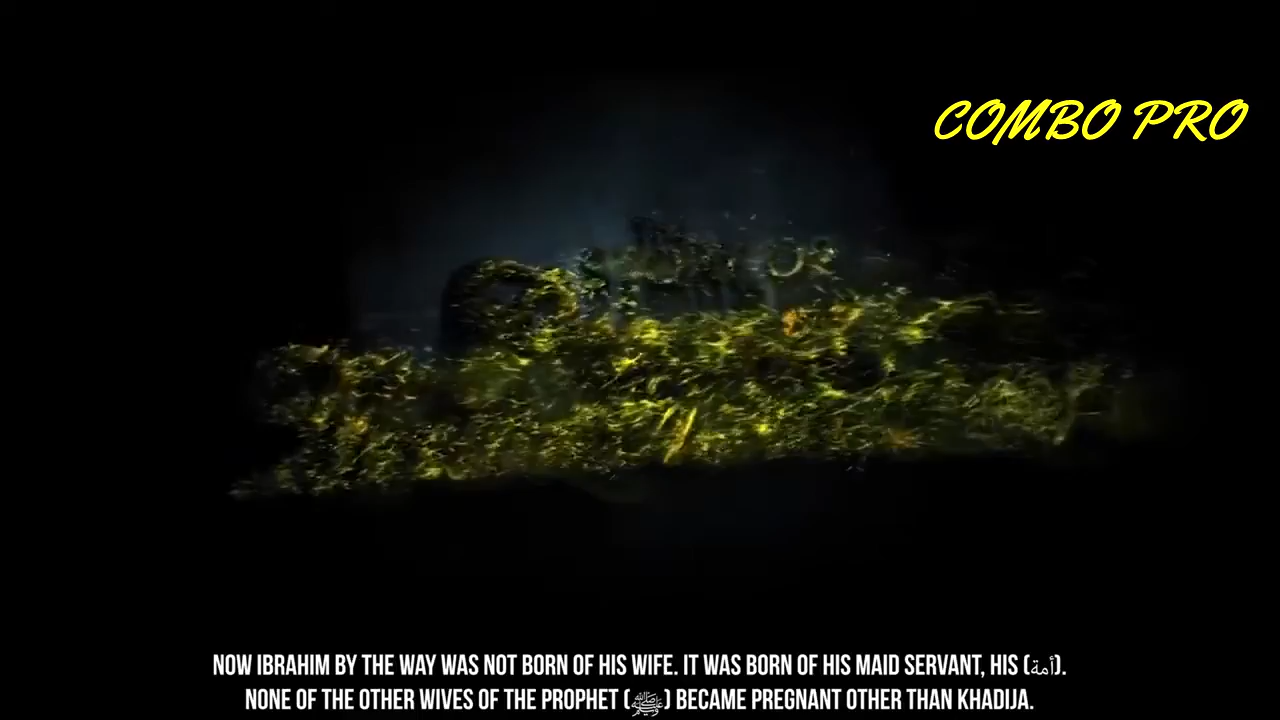 COMBO PRO
NOW IBRAHIM BY THE WAY WAS NOT BORN OF HIS WIFE. IT WAS BORN OF HIS MAID SERVANT, HIS (أمة).
NONE OF THE OTHER WIVES OF THE PROPHET (ﷺ) BECAME PREGNANT OTHER THAN KHADIJA.